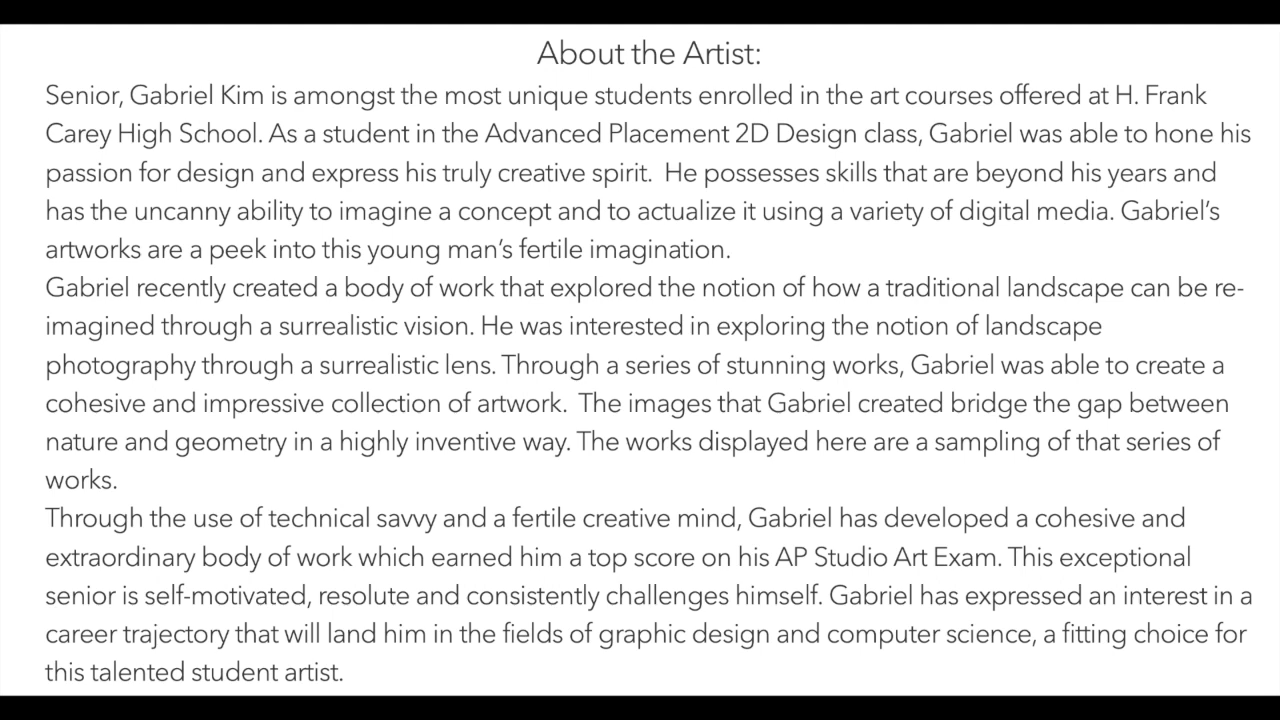 About the Artist:
Senior, Gabriel Kim is amongst the most unique students enrolled in the art courses offered at H. Frank
Carey High School. As a student in the Advanced Placement 2D Design class, Gabriel was able to hone his
passion for design and express his truly creative spirit.  He possesses skills that are beyond his years and
has the uncanny ability to imagine a concept and to actualize it using a variety of digital media. Gabriel’s
artworks are a peek into this young man’s fertile imagination.
Gabriel recently created a body of work that explored the notion of how a traditional landscape can be re-
imagined through a surrealistic vision. He was interested in exploring the notion of landscape
photography through a surrealistic lens. Through a series of stunning works, Gabriel was able to create a
cohesive and impressive collection of artwork.  The images that Gabriel created bridge the gap between
nature and geometry in a highly inventive way. The works displayed here are a sampling of that series of
works.
Through the use of technical savvy and a fertile creative mind, Gabriel has developed a cohesive and
extraordinary body of work which earned him a top score on his AP Studio Art Exam. This exceptional
senior is self-motivated, resolute and consistently challenges himself. Gabriel has expressed an interest in a
career trajectory that will land him in the fields of graphic design and computer science, a fitting choice for
this talented student artist.